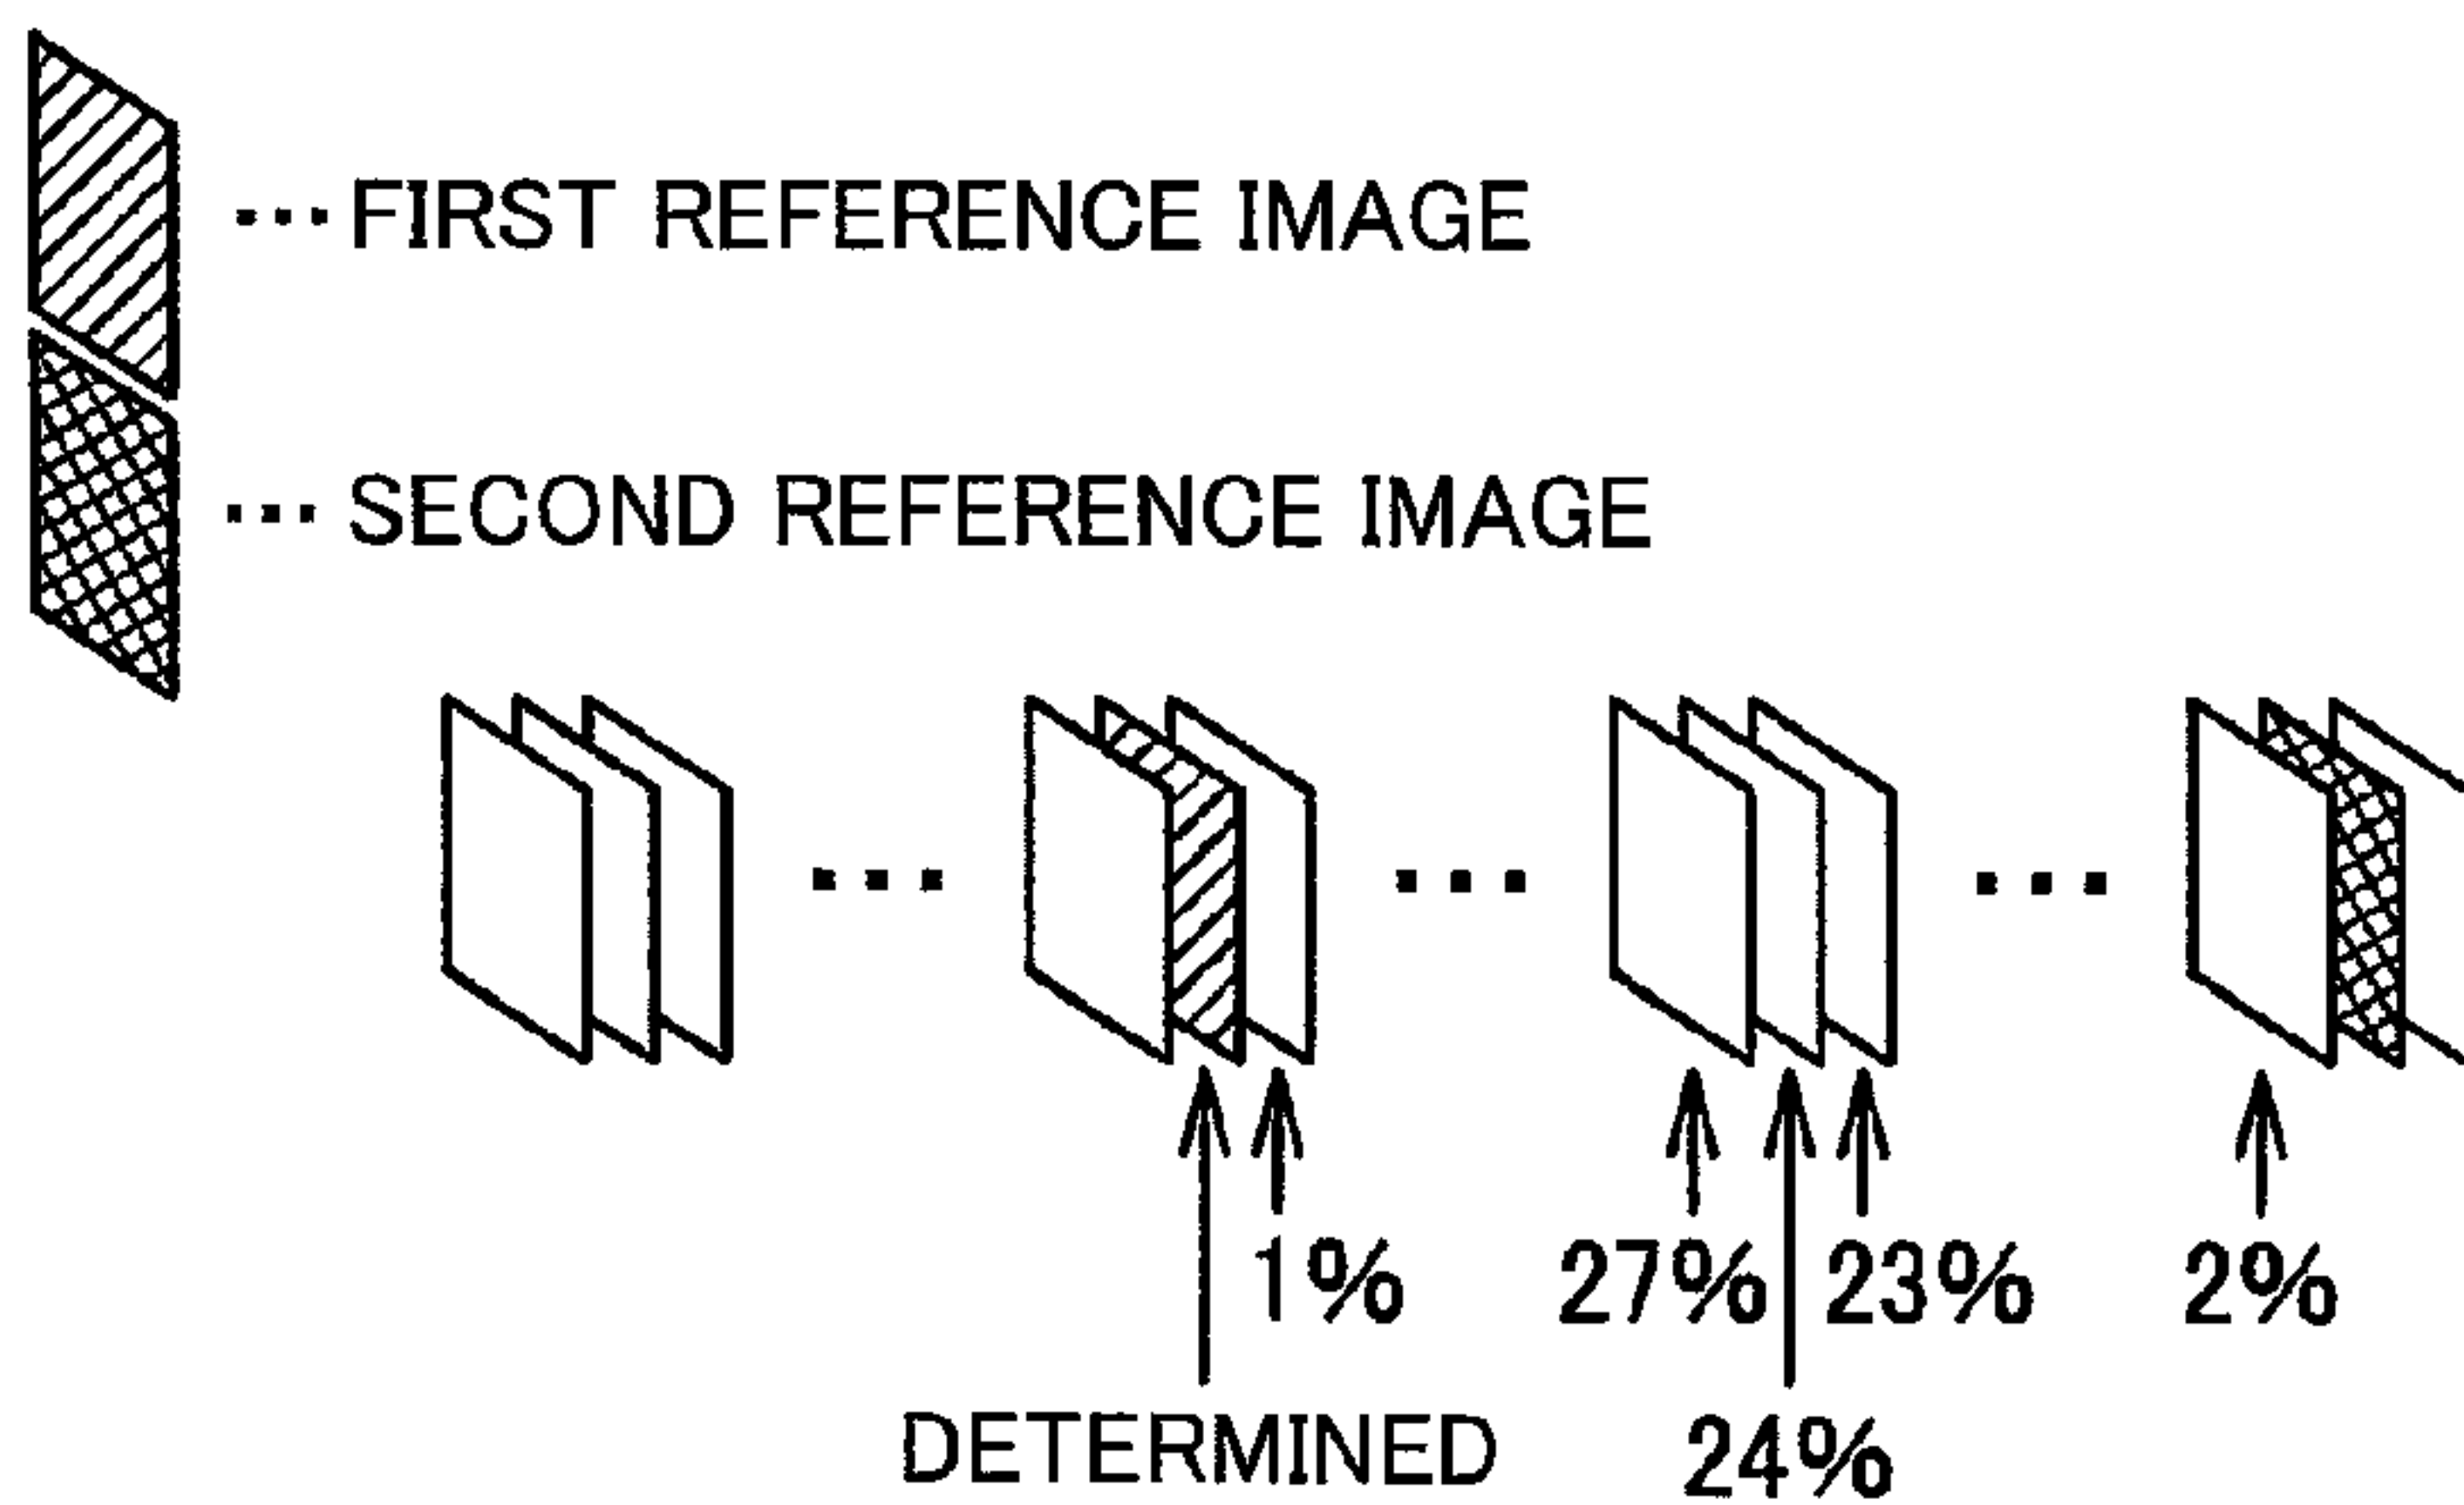 ···FIRST REFERENCE IMAGE
···SECOND REFERENCE IMAGE
··· ··· ···
1% 27% 23% 2%
DETERMINED 24%